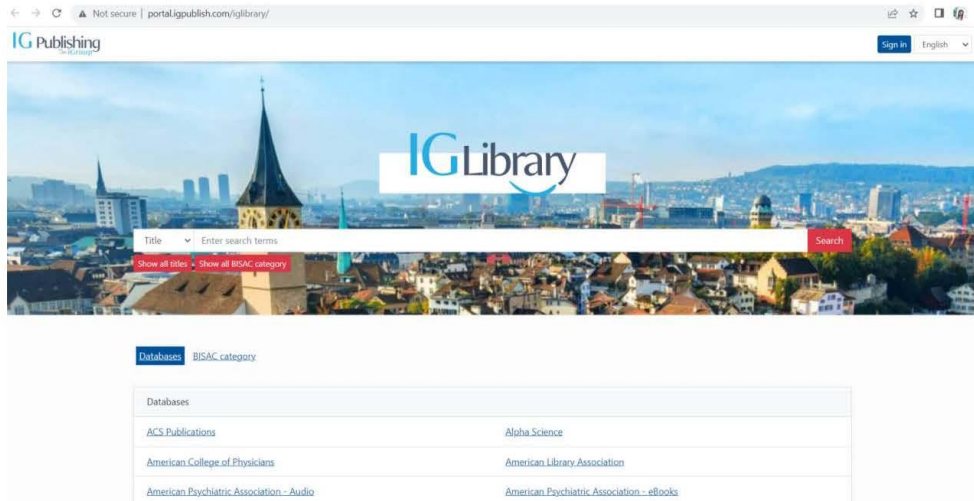 Not secure | portal.igpublish.com/iglibrary/
IG Publishing
The iGroup
Sign in English
IGLibrary
Title Enter search terms Search
Show all titles Show all BISAC category
Databases BISAC category
Databases
ACS Publications Alpha Science
American College of Physicians American Library Association
American Psychiatric Association - Audio American Psychiatric Association - eBooks